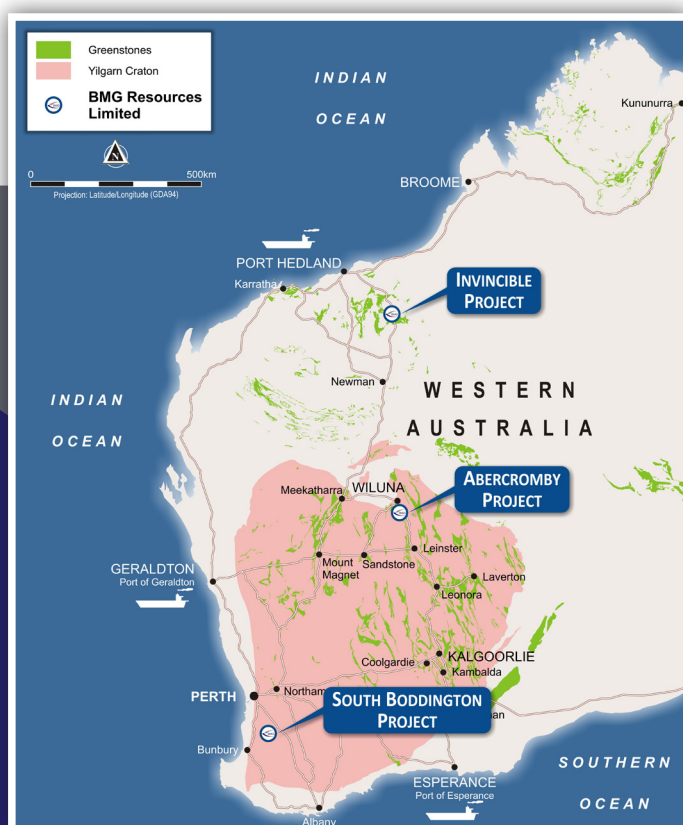 Greenstones
Yilgarn Craton
BMG Resources
Limited
N
0
500km
Projection: Latitude/Longitude (GDA94)
INDIAN
OCEAN
Kununurra
BROOME
PORT HEDLAND
Karratha
INVINCIBLE
PROJECT
Newman
WESTERN
AUSTRALIA
INDIAN
OCEAN
Meekatharra
WILUNA
ABERCROMBY
PROJECT
Leinster
Mount
Magnet
Sandstone
Laverton
Leonora
GERALDTON
Port of Geraldton
Coolgardie
KALGOORLIE
Kambalda
PERTH
Northam
SOUTH BODDINGTON
PROJECT
Bunbury
SOUTHERN
OCEAN
ESPERANCE
Port of Esperance
Albany